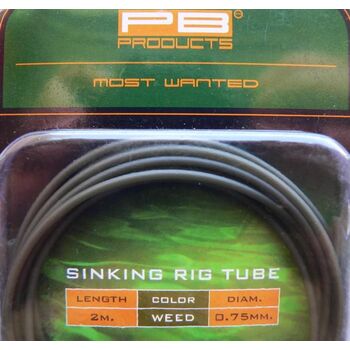 PB
PRODUCTS
MOST WANTED
SINKING RIG TUBE
LENGTH COLOR DIAM.
2M. WEED 0.75MM.